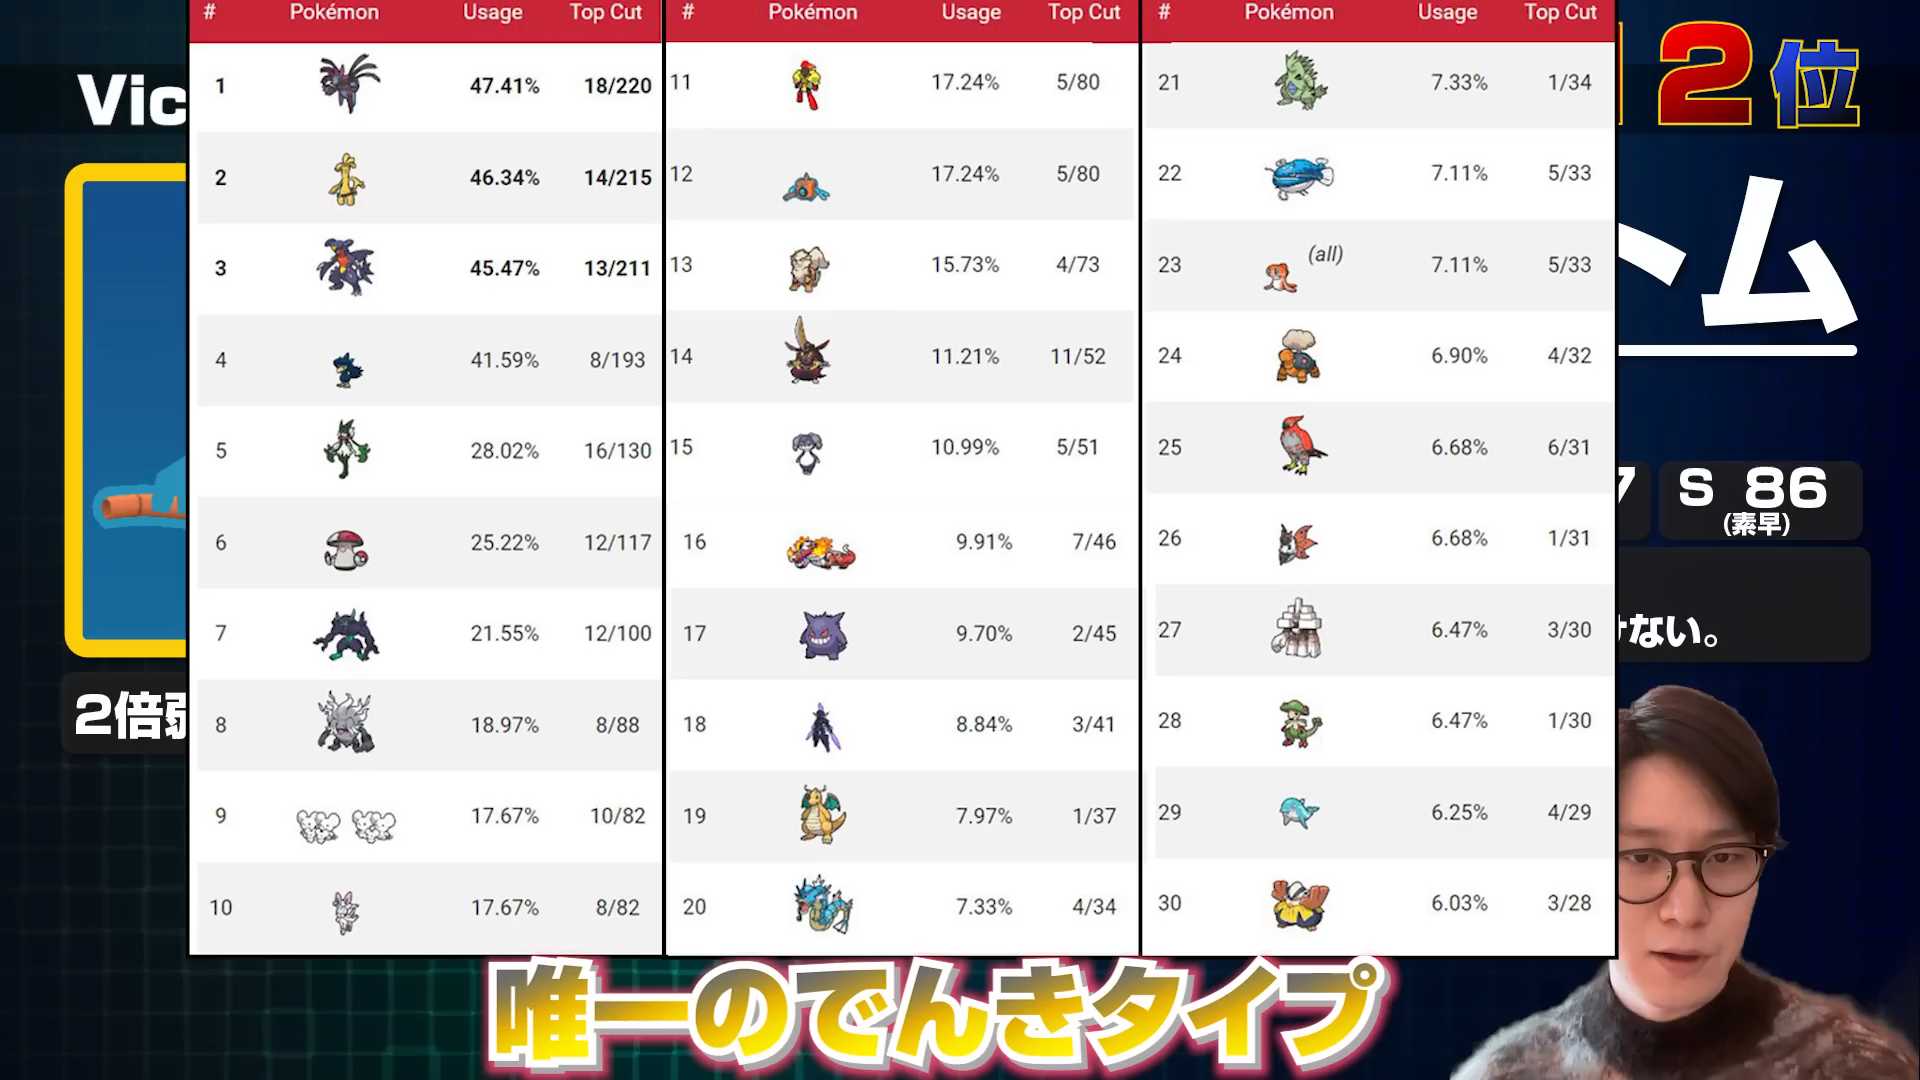 # Pokémon Usage Top Cut
1 47.41% 18/220
2 46.34% 14/215
3 45.47% 13/211
4 41.59% 8/193
5 28.02% 16/130
6 25.22% 12/117
7 21.55% 12/100
8 18.97% 8/88
9 17.67% 10/82
10 17.67% 8/82
# Pokémon Usage Top Cut
11 17.24% 5/80
12 17.24% 5/80
13 15.73% 4/73
14 11.21% 11/52
15 10.99% 5/51
16 9.91% 7/46
17 9.70% 2/45
18 8.84% 3/41
19 7.97% 1/37
20 7.33% 4/34
# Pokémon Usage Top Cut
21 7.33% 1/34
22 7.11% 5/33
23 (all) 7.11% 5/33
24 6.90% 4/32
25 6.68% 6/31
26 6.68% 1/31
27 6.47% 3/30
28 6.47% 1/30
29 6.25% 4/29
30 6.03% 3/28
Vic
2位
ム
7
S 86
(素早)
ない。
2倍弱
唯一のでんきタイプ